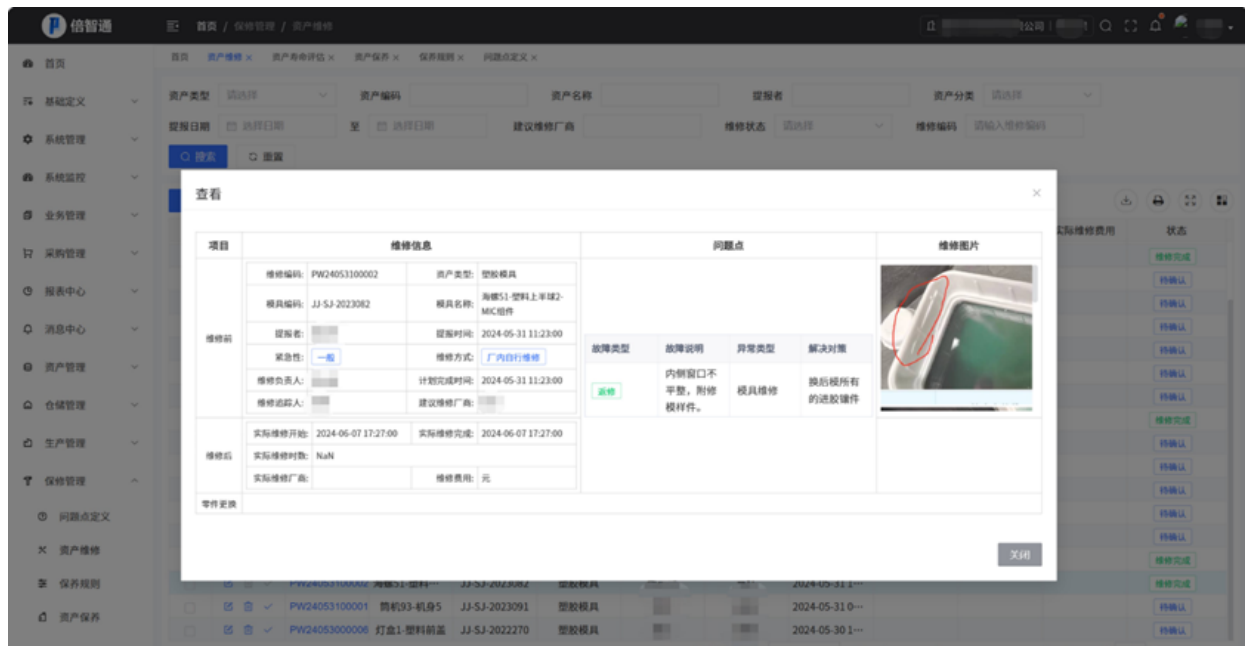 倍智通
首页 / 保修管理 / 资产维修
公司
首页
基础定义
系统管理
系统监控
业务管理
采购管理
报表中心
消息中心
资产管理
仓储管理
生产管理
保修管理
问题点定义
资产维修
保养规则
资产保养
首页 资产维修 × 资产寿命评估 × 资产保养 × 保养规则 × 问题点定义 ×
资产类型 请选择 资产编码 资产名称 提报者 资产分类 请选择
提报日期 选择日期 至 选择日期 建议维修厂商 维修状态 请选择 维修编码 请输入维修编码
搜索 重置
实际维修费用 状态
维修完成
待确认
待确认
待确认
待确认
待确认
待确认
维修完成
待确认
待确认
待确认
待确认
待确认
维修完成
查看 ×
项目 维修信息 问题点 维修图片
维修前
维修编码: PW24053100002 资产类型: 塑胶模具
模具编码: JJ-SJ-2023082 模具名称: 海螺51-塑料上半球2-
MIC组件
提报者: 提报时间: 2024-05-31 11:23:00
紧急性: 一般 维修方式: 厂内自行维修
维修负责人: 计划完成时间: 2024-05-31 11:23:00
维修追踪人: 建议维修厂商:
故障类型 故障说明 异常类型 解决对策
返修
内侧窗口不
平整，附修
模样件。
模具维修
换后模所有
的进胶镶件
维修后
实际维修开始: 2024-06-07 17:27:00 实际维修完成: 2024-06-07 17:27:00
实际维修时数: NaN
实际维修厂商: 维修费用: 元
零件更换
关闭
PW24053100002 海螺51-塑料… JJ-SJ-2023082 塑胶模具 2024-05-31 1… 维修完成
PW24053100001 筒机93-机身5 JJ-SJ-2023091 塑胶模具 2024-05-31 0… 待确认
PW24053000006 灯盒1-塑料前盖 JJ-SJ-2022270 塑胶模具 2024-05-30 1… 待确认